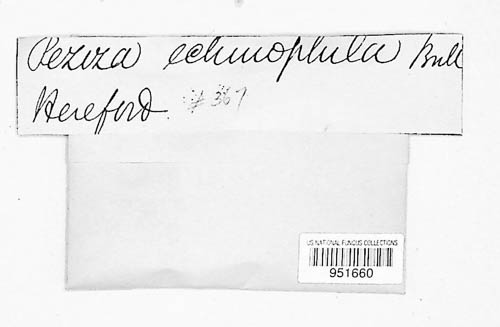 Peziza echinophila Bull
Hereford. #367
US NATIONAL FUNGUS COLLECTIONS
951660